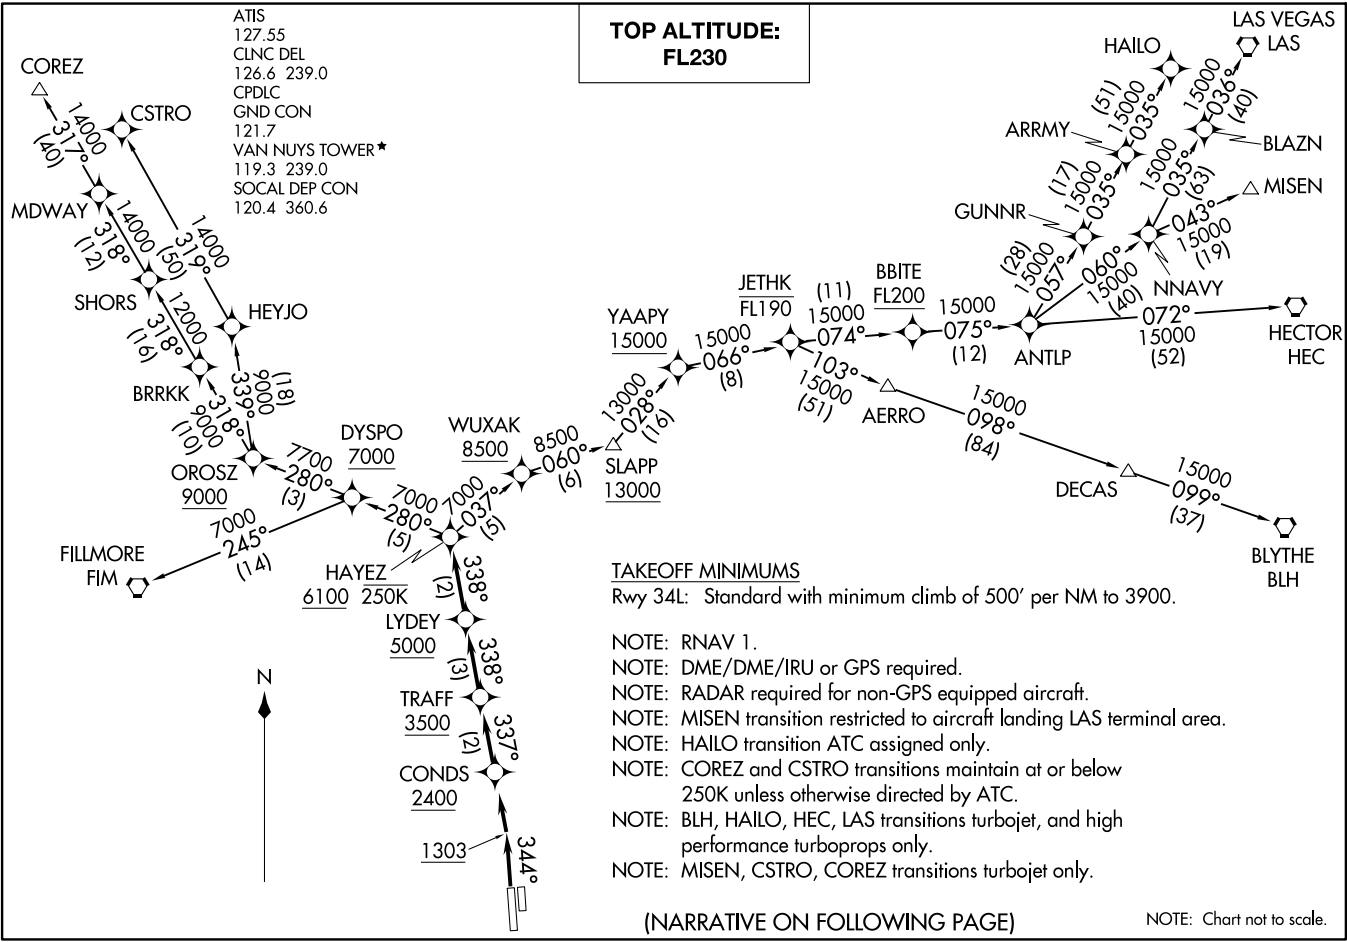 ATIS
127.55
CLNC DEL
126.6 239.0
CPDLC
GND CON
121.7
VAN NUYS TOWER★
119.3 239.0
SOCAL DEP CON
120.4 360.6
TOP ALTITUDE:
FL230
LAS VEGAS
LAS
HAILO
COREZ
CSTRO
14000
317°
(40)
MDWAY
14000
318°
(12)
14000
319°
(50)
SHORS
12000
318°
(16)
HEYJO
BRRKK
9000
318°
(10)
(18)
9000
339°
OROSZ
9000
7700
280°
(3)
DYSPO
7000
7000
280°
(5)
7000
245°
(14)
FILLMORE
FIM
HAYEZ
6100 250K
7000
037°
(5)
WUXAK
8500
8500
060°
(6)
SLAPP
13000
13000
028°
(16)
YAAPY
15000
15000
066°
(8)
JETHK
FL190
(11)
15000
074°
BBITE
FL200
15000
075°
(12)
ANTLP
(28)
15000
057°
GUNNR
(17)
15000
035°
ARRMY
(51)
15000
035°
060°
15000
(40)
NNAVY
15000
035°
(63)
BLAZN
15000
036°
(40)
043°
15000
(19)
MISEN
072°
15000
(52)
HECTOR
HEC
103°
15000
(51)
AERRO
15000
098°
(84)
DECAS
15000
099°
(37)
BLYTHE
BLH
338°
(2)
LYDEY
5000
338°
(3)
TRAFF
3500
337°
(2)
CONDS
2400
1303
344°
N
TAKEOFF MINIMUMS
Rwy 34L: Standard with minimum climb of 500' per NM to 3900.
NOTE: RNAV 1.
NOTE: DME/DME/IRU or GPS required.
NOTE: RADAR required for non-GPS equipped aircraft.
NOTE: MISEN transition restricted to aircraft landing LAS terminal area.
NOTE: HAILO transition ATC assigned only.
NOTE: COREZ and CSTRO transitions maintain at or below
250K unless otherwise directed by ATC.
NOTE: BLH, HAILO, HEC, LAS transitions turbojet, and high
performance turboprops only.
NOTE: MISEN, CSTRO, COREZ transitions turbojet only.
(NARRATIVE ON FOLLOWING PAGE)
NOTE: Chart not to scale.